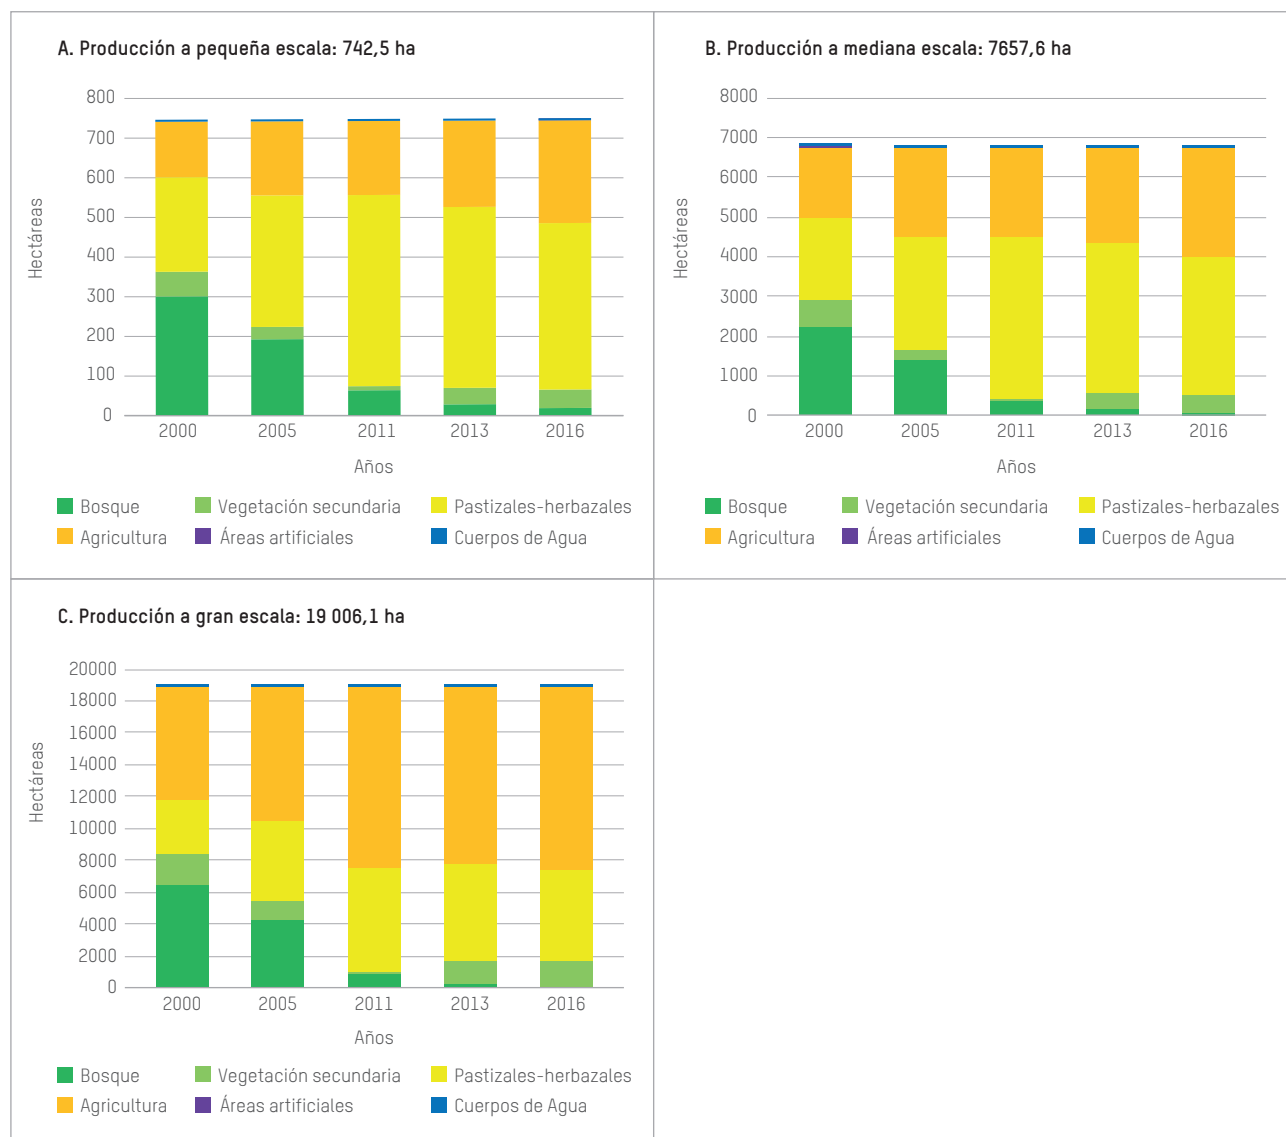 A. Producción a pequeña escala: 742,5 ha
800
700
600
500
400
300
200
100
0
Hectáreas
2000 2005 2011 2013 2016
Años
Bosque Vegetación secundaria Pastizales-herbazales
Agricultura Áreas artificiales Cuerpos de Agua
B. Producción a mediana escala: 7657,6 ha
8000
7000
6000
5000
4000
3000
2000
1000
0
Hectáreas
2000 2005 2011 2013 2016
Años
Bosque Vegetación secundaria Pastizales-herbazales
Agricultura Áreas artificiales Cuerpos de Agua
C. Producción a gran escala: 19 006,1 ha
20000
18000
16000
14000
12000
10000
8000
6000
4000
2000
0
Hectáreas
2000 2005 2011 2013 2016
Años
Bosque Vegetación secundaria Pastizales-herbazales
Agricultura Áreas artificiales Cuerpos de Agua